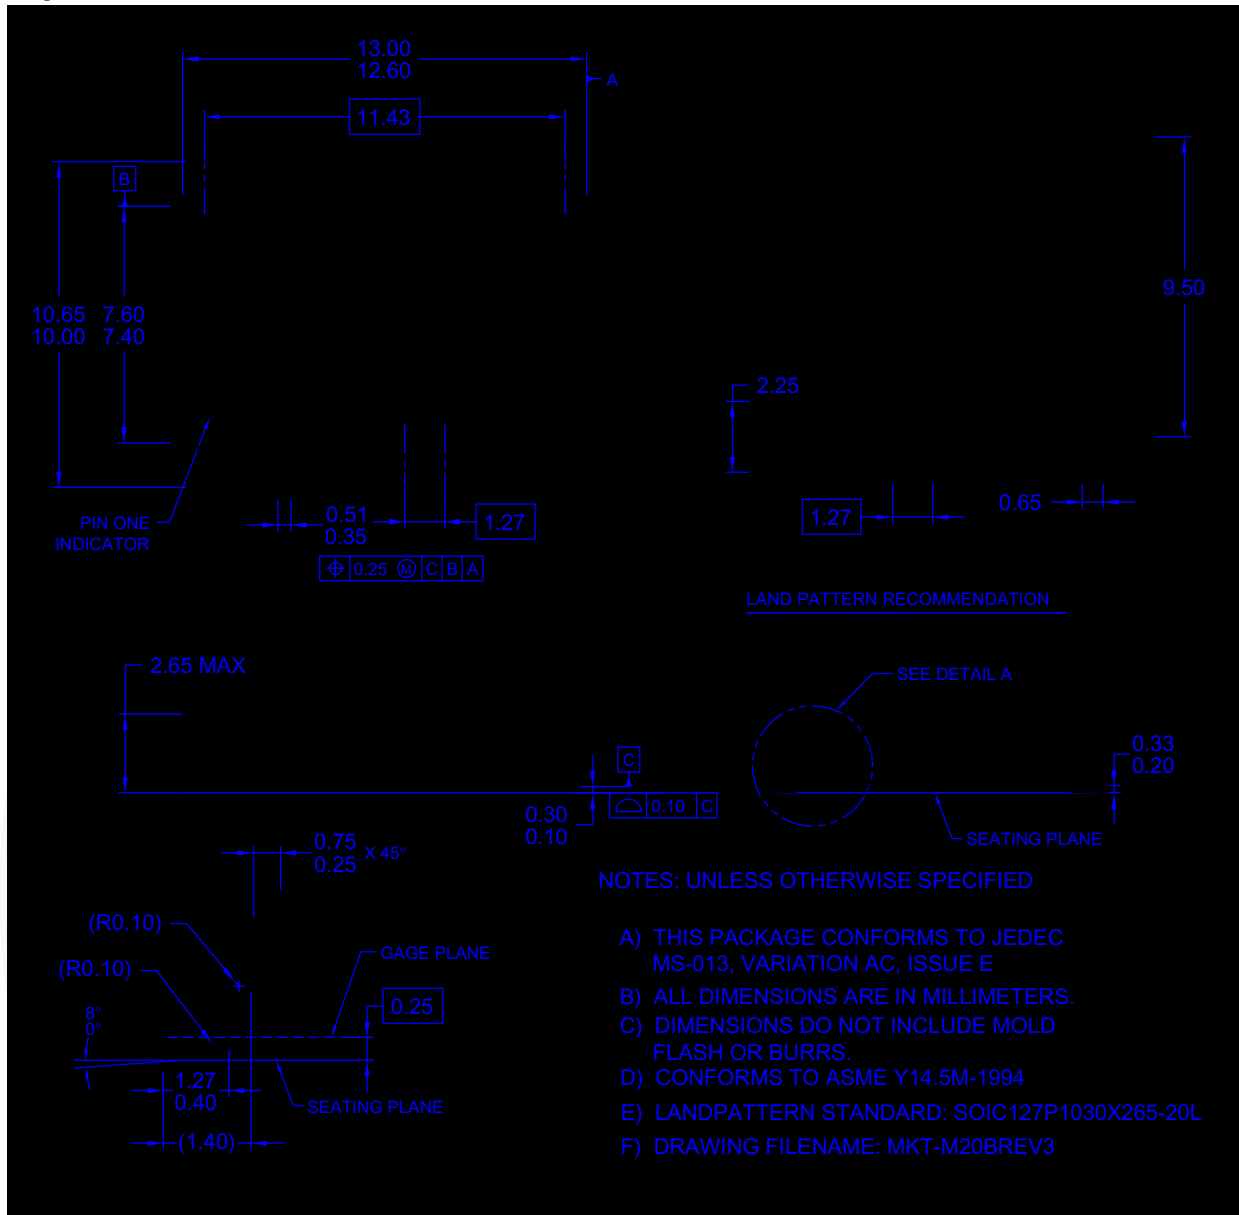 13.00
12.60
A
11.43
B
10.65 7.60
10.00 7.40
9.50
2.25
PIN ONE
INDICATOR
0.51
0.35
1.27
0.25 Ⓜ C B A
1.27
0.65
LAND PATTERN RECOMMENDATION
2.65 MAX
SEE DETAIL A
C
0.10 C
0.30
0.10
0.33
0.20
SEATING PLANE
0.75
0.25
X 45°
(R0.10)
(R0.10)
GAGE PLANE
0.25
8°
0°
1.27
0.40
SEATING PLANE
(1.40)
NOTES: UNLESS OTHERWISE SPECIFIED
A) THIS PACKAGE CONFORMS TO JEDEC
MS-013, VARIATION AC, ISSUE E
B) ALL DIMENSIONS ARE IN MILLIMETERS.
C) DIMENSIONS DO NOT INCLUDE MOLD
FLASH OR BURRS.
D) CONFORMS TO ASME Y14.5M-1994
E) LANDPATTERN STANDARD: SOIC127P1030X265-20L
F) DRAWING FILENAME: MKT-M20BREV3